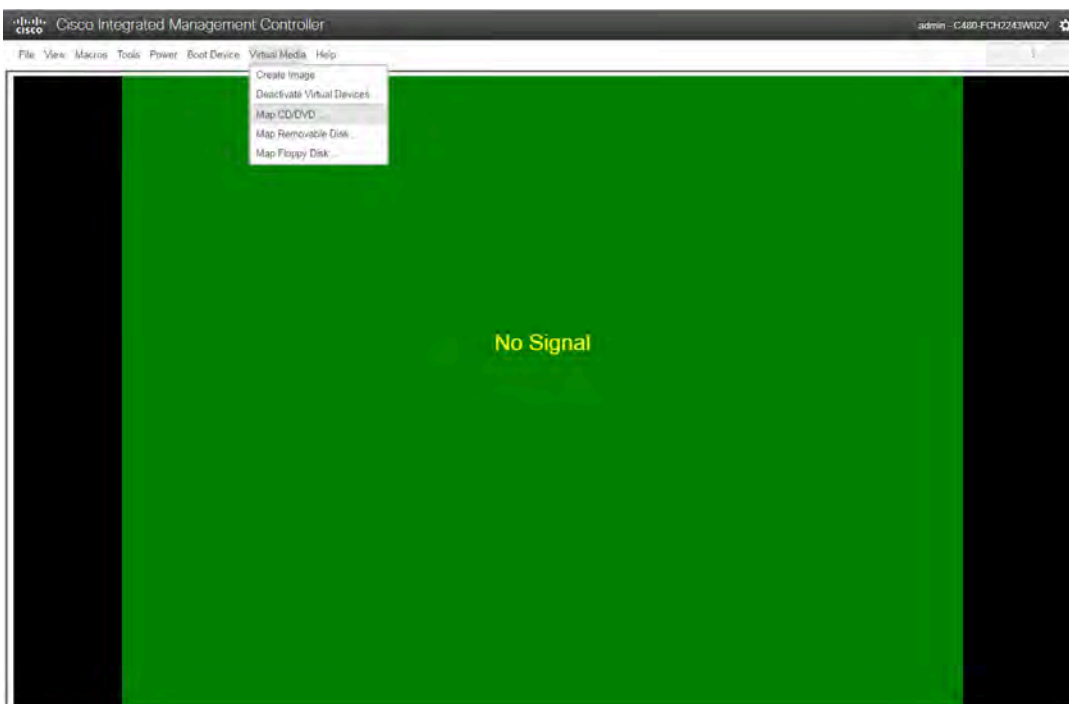 cisco Cisco Integrated Management Controller admin - C480-FCH2243W02V
File View Macros Tools Power Boot Device Virtual Media Help
Create Image
Deactivate Virtual Devices
Map CD/DVD ...
Map Removable Disk ...
Map Floppy Disk ...
No Signal